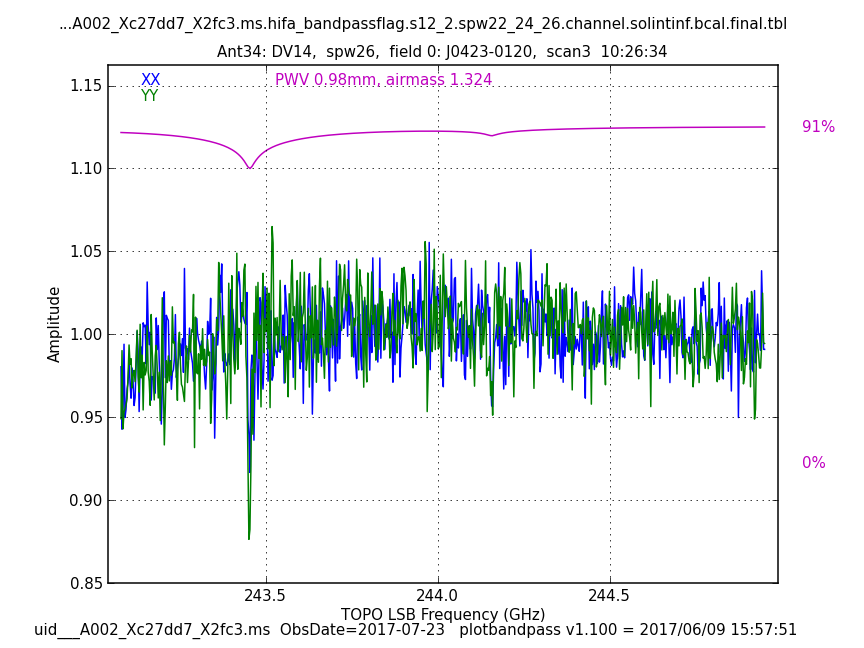 ...A002_Xc27dd7_X2fc3.ms.hifa_bandpassflag.s12_2.spw22_24_26.channel.solintinf.bcal.final.tbl
Ant34: DV14,  spw26,  field 0: J0423-0120,  scan3  10:26:34
XX
PWV 0.98mm, airmass 1.324
YY
1.15
1.10
1.05
1.00
0.95
0.90
0.85
91%
0%
Amplitude
243.5
244.0
244.5
TOPO LSB Frequency (GHz)
uid___A002_Xc27dd7_X2fc3.ms  ObsDate=2017-07-23   plotbandpass v1.100 = 2017/06/09 15:57:51